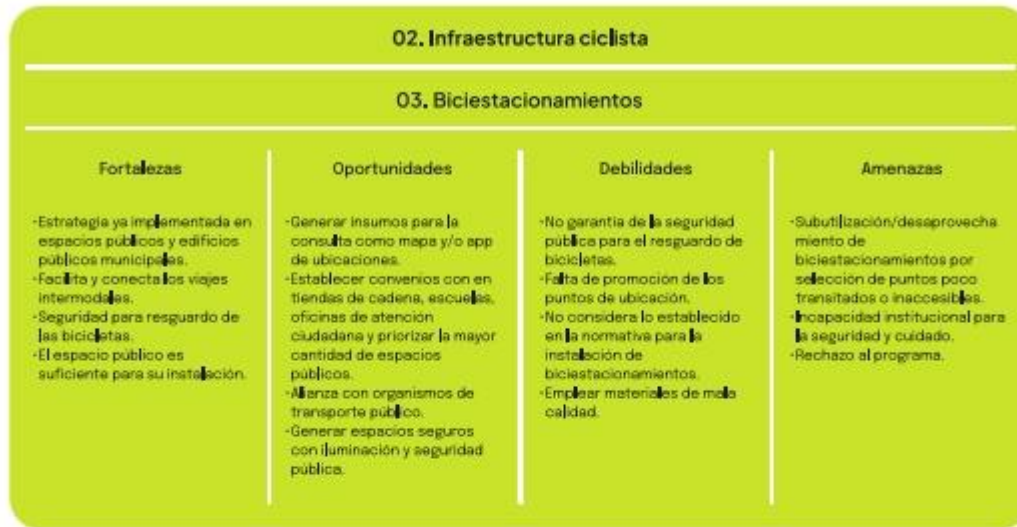 02. Infraestructura ciclista
03. Biciestacionamientos
Fortalezas
-Estrategia ya implementada en
espacios públicos y edificios
públicos municipales.
-Facilita y conecta los viajes
intermodales.
-Seguridad para resguardo de
las bicicletas.
-El espacio público es
suficiente para su instalación.
Oportunidades
-Generar insumos para la
consulta como mapa y/o app
de ubicaciones.
-Establecer convenios con en
tiendas de cadena, escuelas,
oficinas de atención
ciudadana y priorizar la mayor
cantidad de espacios
públicos.
-Alianza con organismos de
transporte público.
-Generar espacios seguros
con iluminación y seguridad
pública.
Debilidades
-No garantía de la seguridad
pública para el resguardo de
bicicletas.
-Falta de promoción de los
puntos de ubicación.
-No considera lo establecido
en la normativa para la
instalación de
biciestacionamientos.
-Emplear materiales de mala
calidad.
Amenazas
-Subutilización/desaprovecha
miento de
biciestacionamientos por
selección de puntos poco
transitados o inaccesibles.
-Incapacidad institucional para
la seguridad y cuidado.
-Rechazo al programa.